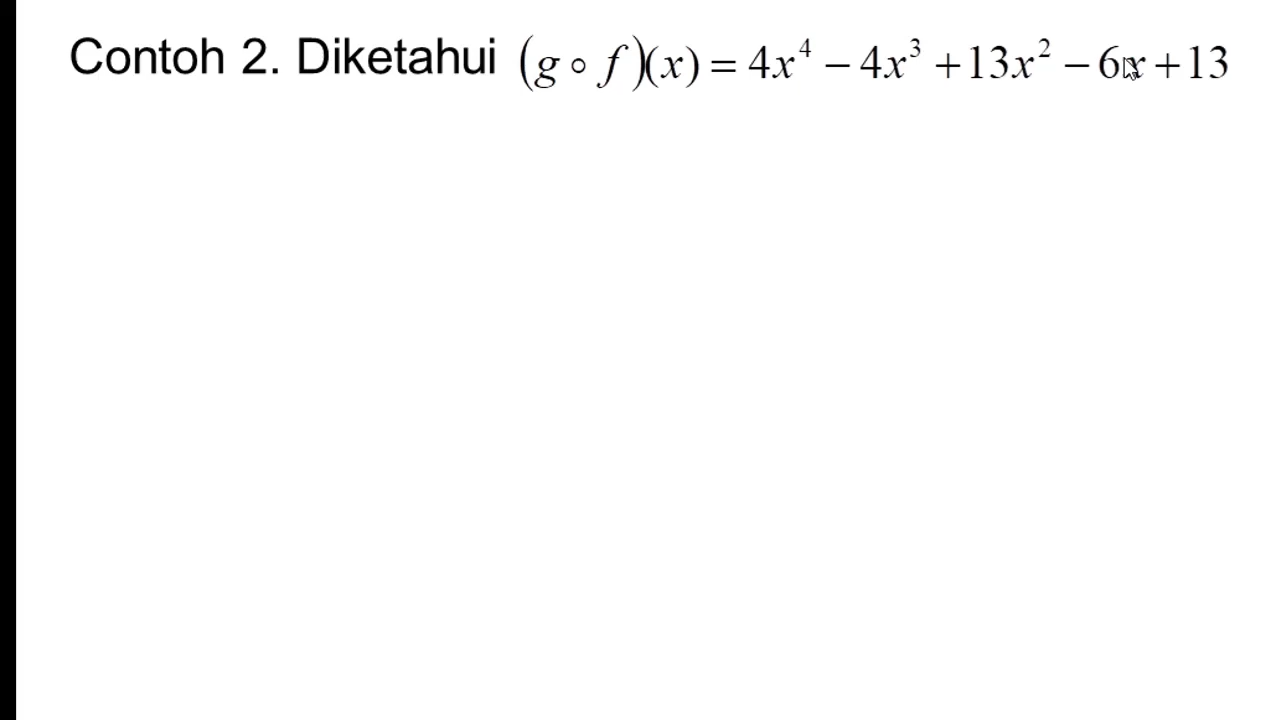 Contoh 2. Diketahui (g ∘ f)(x) = 4x⁴ − 4x³ + 13x² − 6x + 13